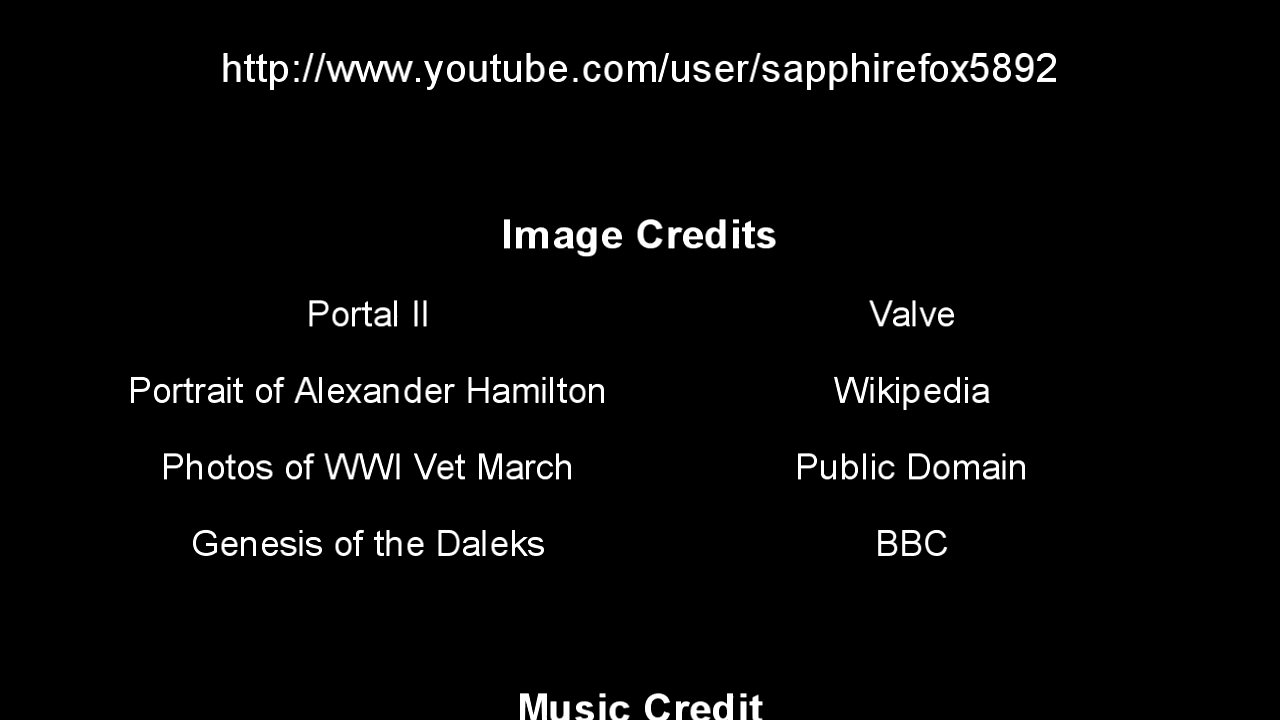 http://www.youtube.com/user/sapphirefox5892
Image Credits
Portal II Valve
Portrait of Alexander Hamilton Wikipedia
Photos of WWI Vet March Public Domain
Genesis of the Daleks BBC
Music Credit